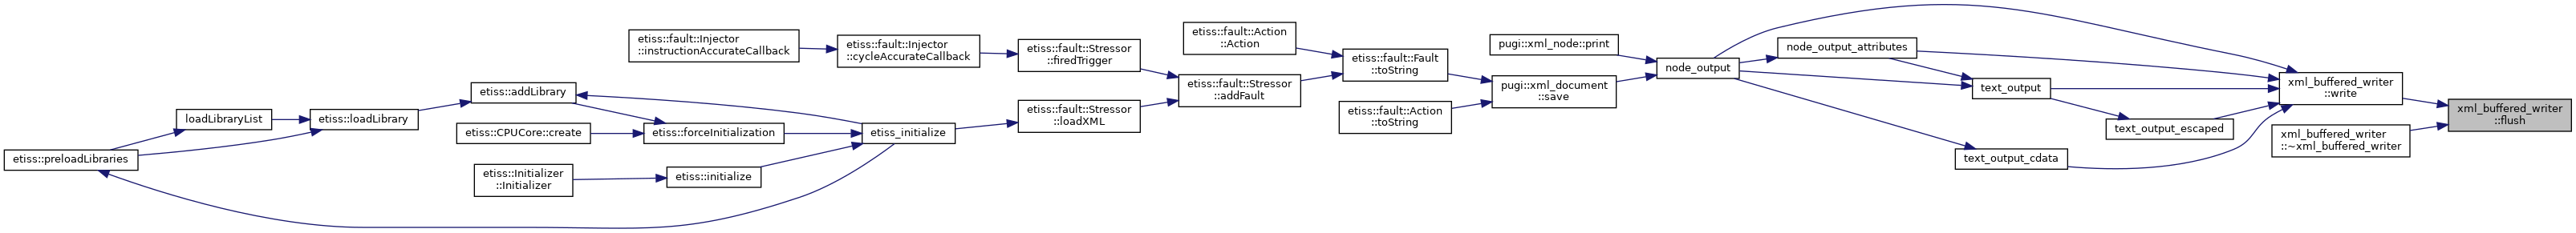 etiss::preloadLibraries
loadLibraryList
etiss::loadLibrary
etiss::addLibrary
etiss::CPUCore::create
etiss::Initializer
::Initializer
etiss::fault::Injector
::instructionAccurateCallback
etiss::forceInitialization
etiss::initialize
etiss::fault::Injector
::cycleAccurateCallback
etiss_initialize
etiss::fault::Stressor
::firedTrigger
etiss::fault::Stressor
::loadXML
etiss::fault::Action
::Action
etiss::fault::Stressor
::addFault
etiss::fault::Fault
::toString
etiss::fault::Action
::toString
pugi::xml_node::print
pugi::xml_document
::save
node_output
node_output_attributes
text_output
text_output_escaped
text_output_cdata
xml_buffered_writer
::write
xml_buffered_writer
::~xml_buffered_writer
xml_buffered_writer
::flush